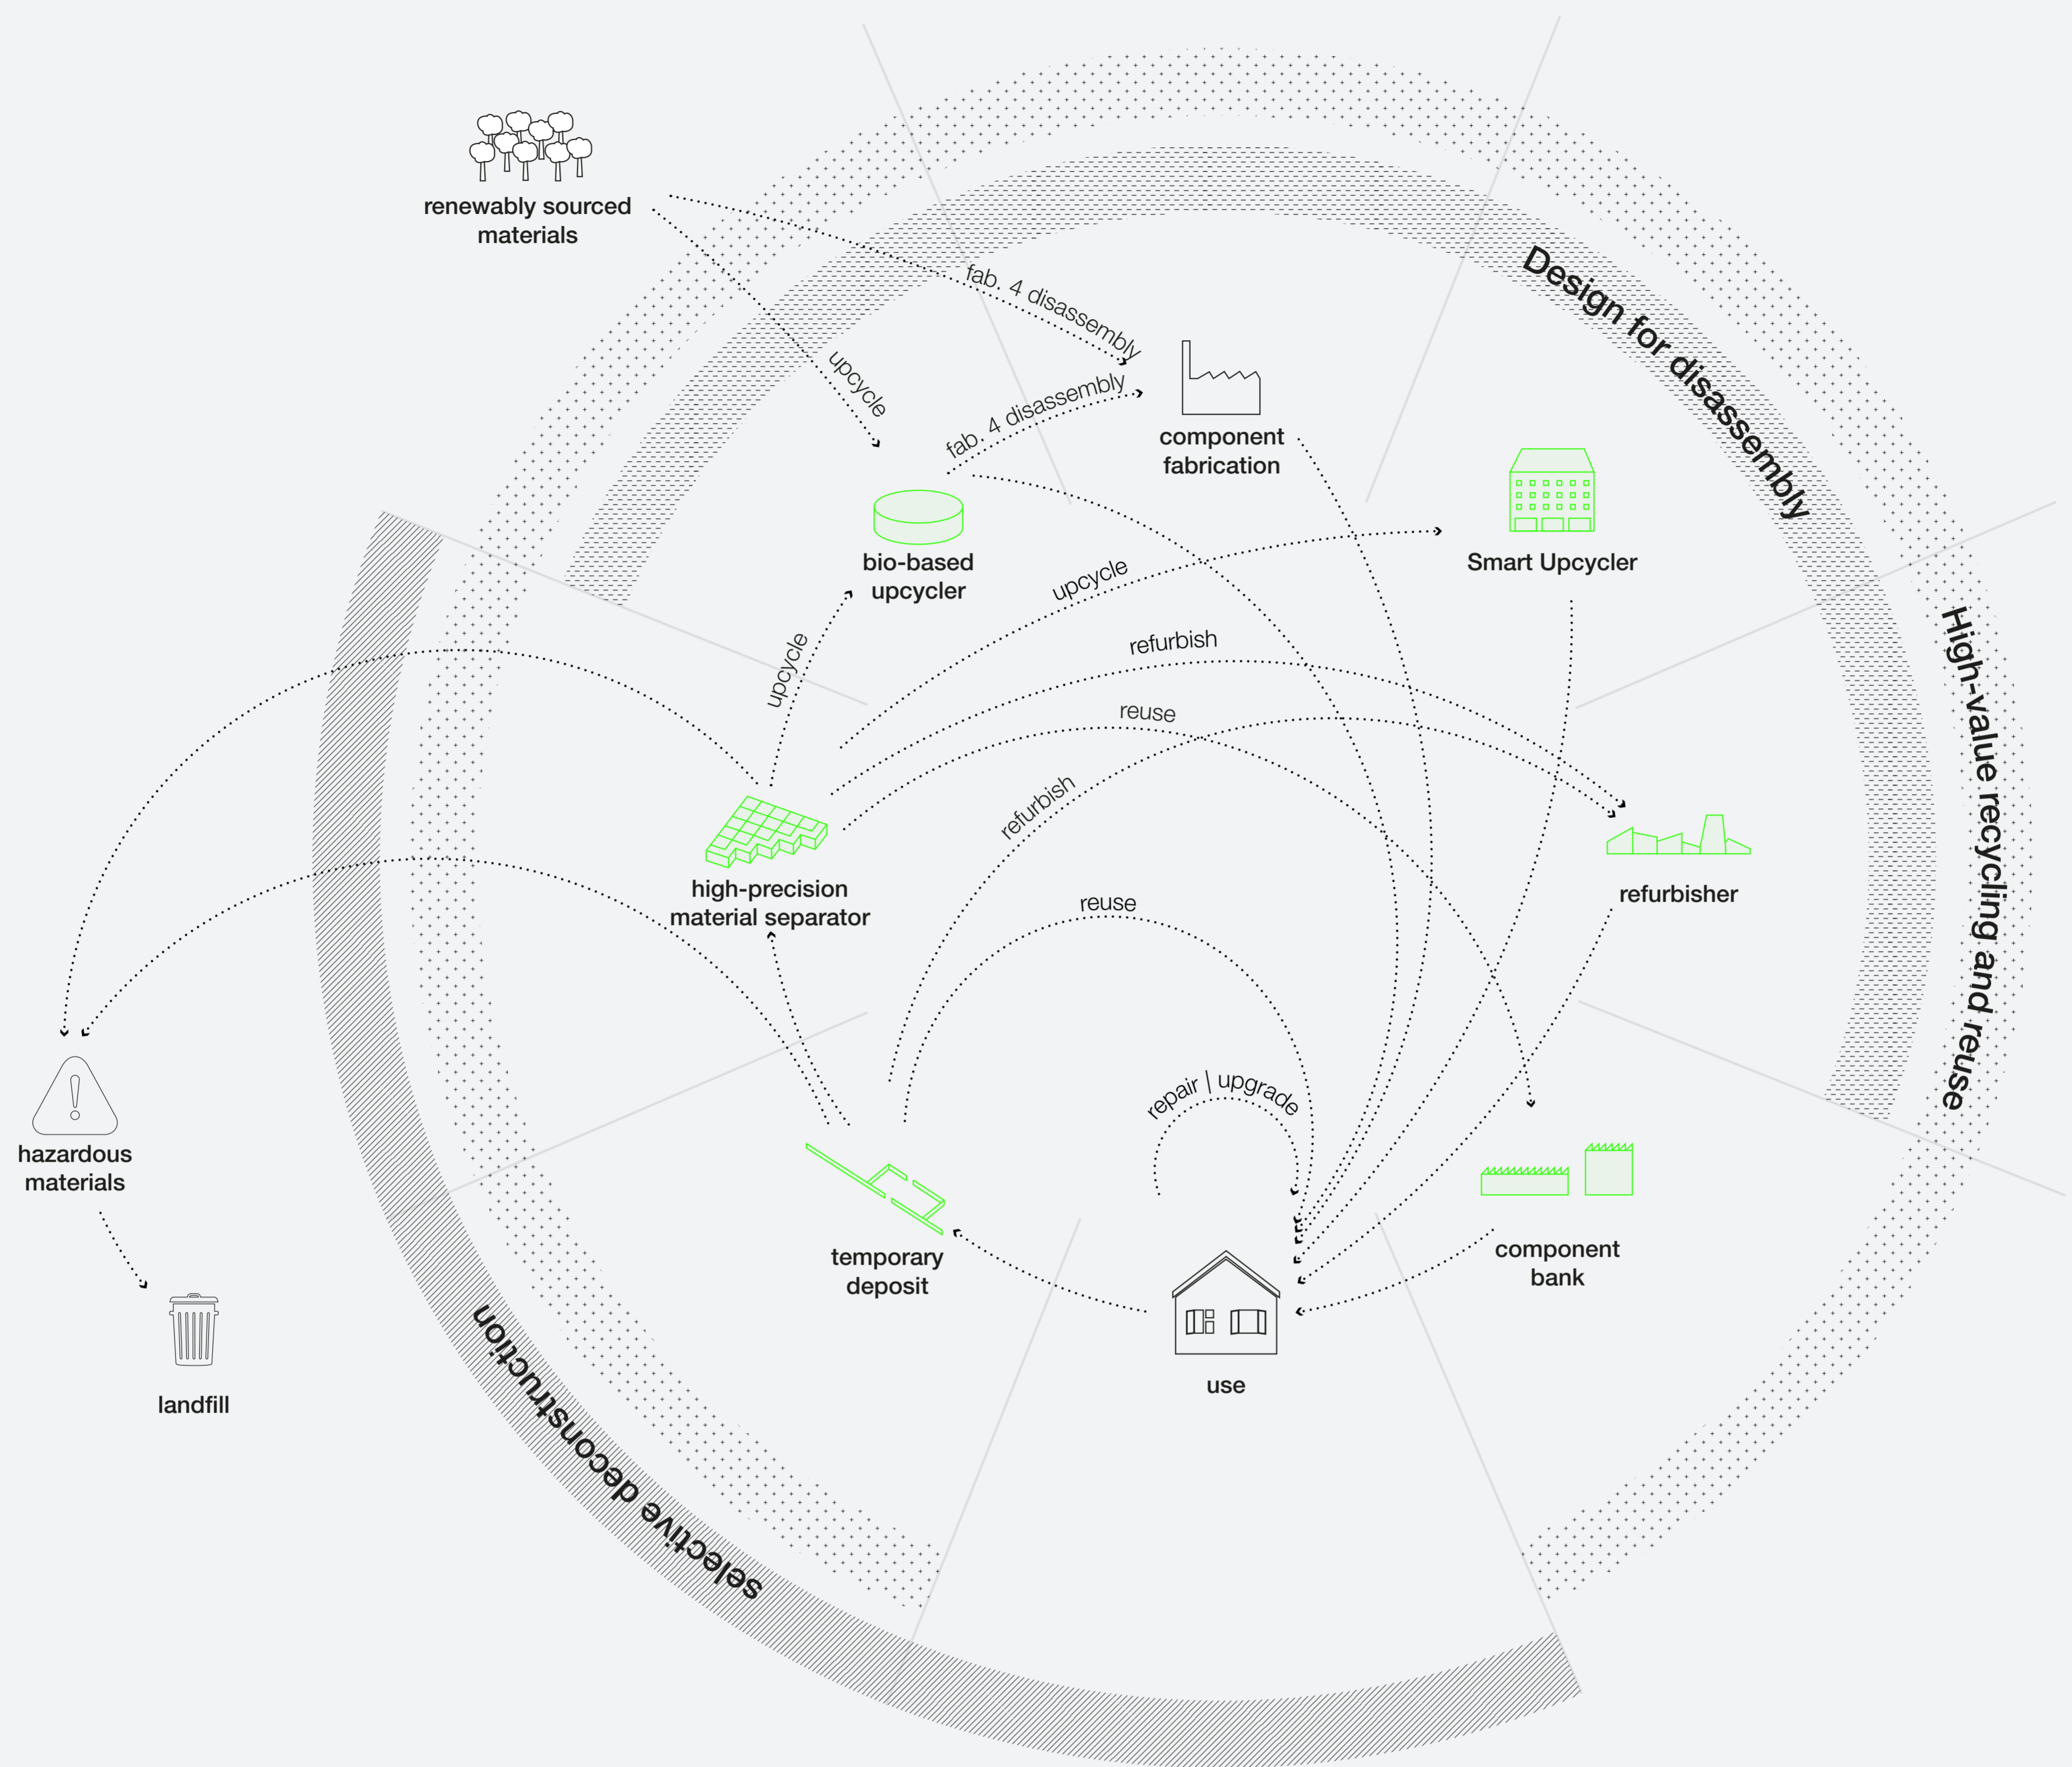 renewably sourced
materials
fab. 4 disassembly
upcycle
fab. 4 disassembly
component
fabrication
Design for disassembly
bio-based
upcycler
Smart Upcycler
upcycle
upcycle
refurbish
reuse
refurbish
high-precision
material separator
refurbisher
High-value recycling and reuse
reuse
repair | upgrade
hazardous
materials
temporary
deposit
component
bank
use
landfill
selective deconstruction